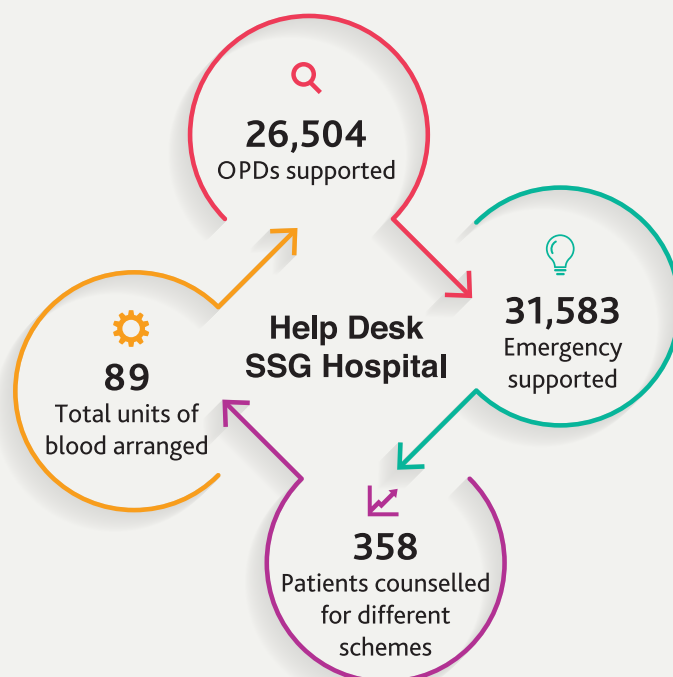 26,504
OPDs supported
31,583
Emergency
supported
Help Desk
SSG Hospital
89
Total units of
blood arranged
358
Patients counselled
for different
schemes